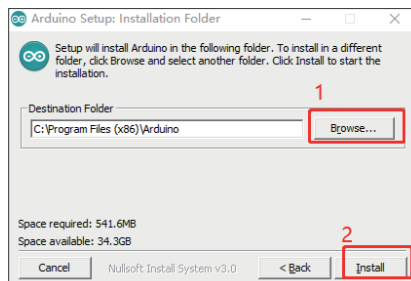 Arduino Setup: Installation Folder
Setup will install Arduino in the following folder. To install in a different
folder, click Browse and select another folder. Click Install to start the
installation.
1
Destination Folder
C:\Program Files (x86)\Arduino
Browse...
Space required: 541.6MB
Space available: 34.3GB
2
Cancel
Nullsoft Install System v3.0
< Back
Install